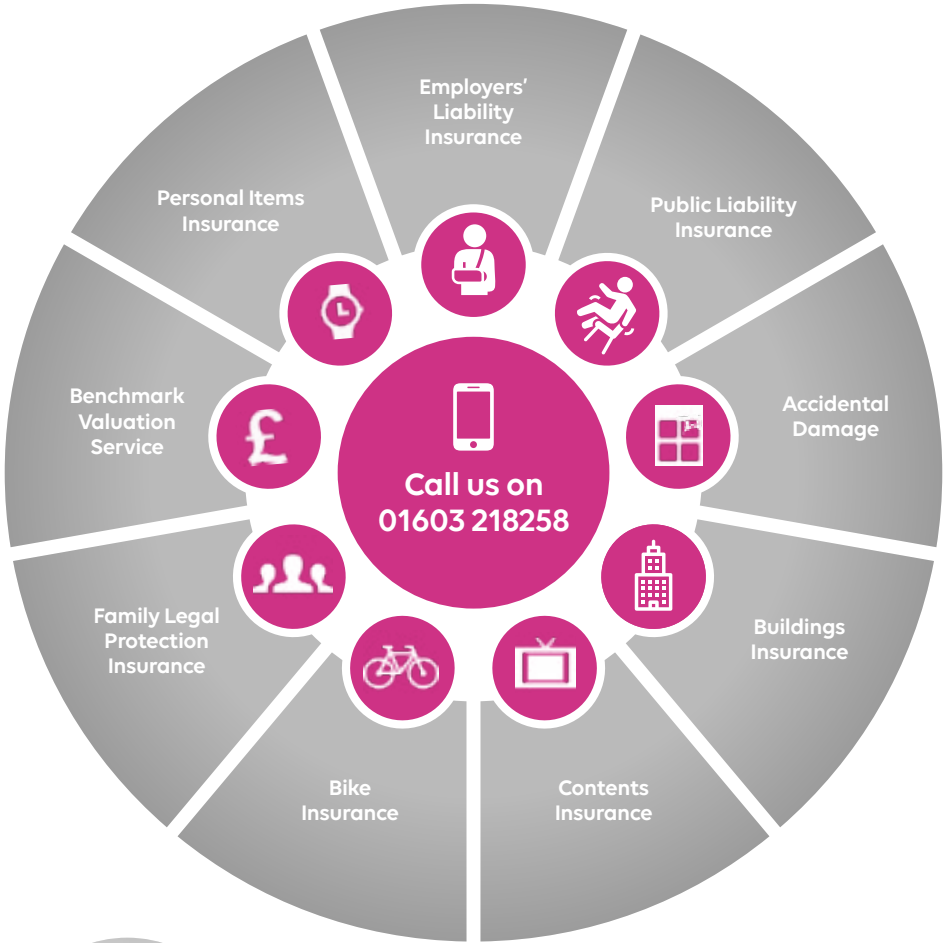 Employers’
Liability
Insurance
Public Liability
Insurance
Accidental
Damage
Buildings
Insurance
Contents
Insurance
Bike
Insurance
Family Legal
Protection
Insurance
Benchmark
Valuation
Service
Personal Items
Insurance
£
Call us on
01603 218258